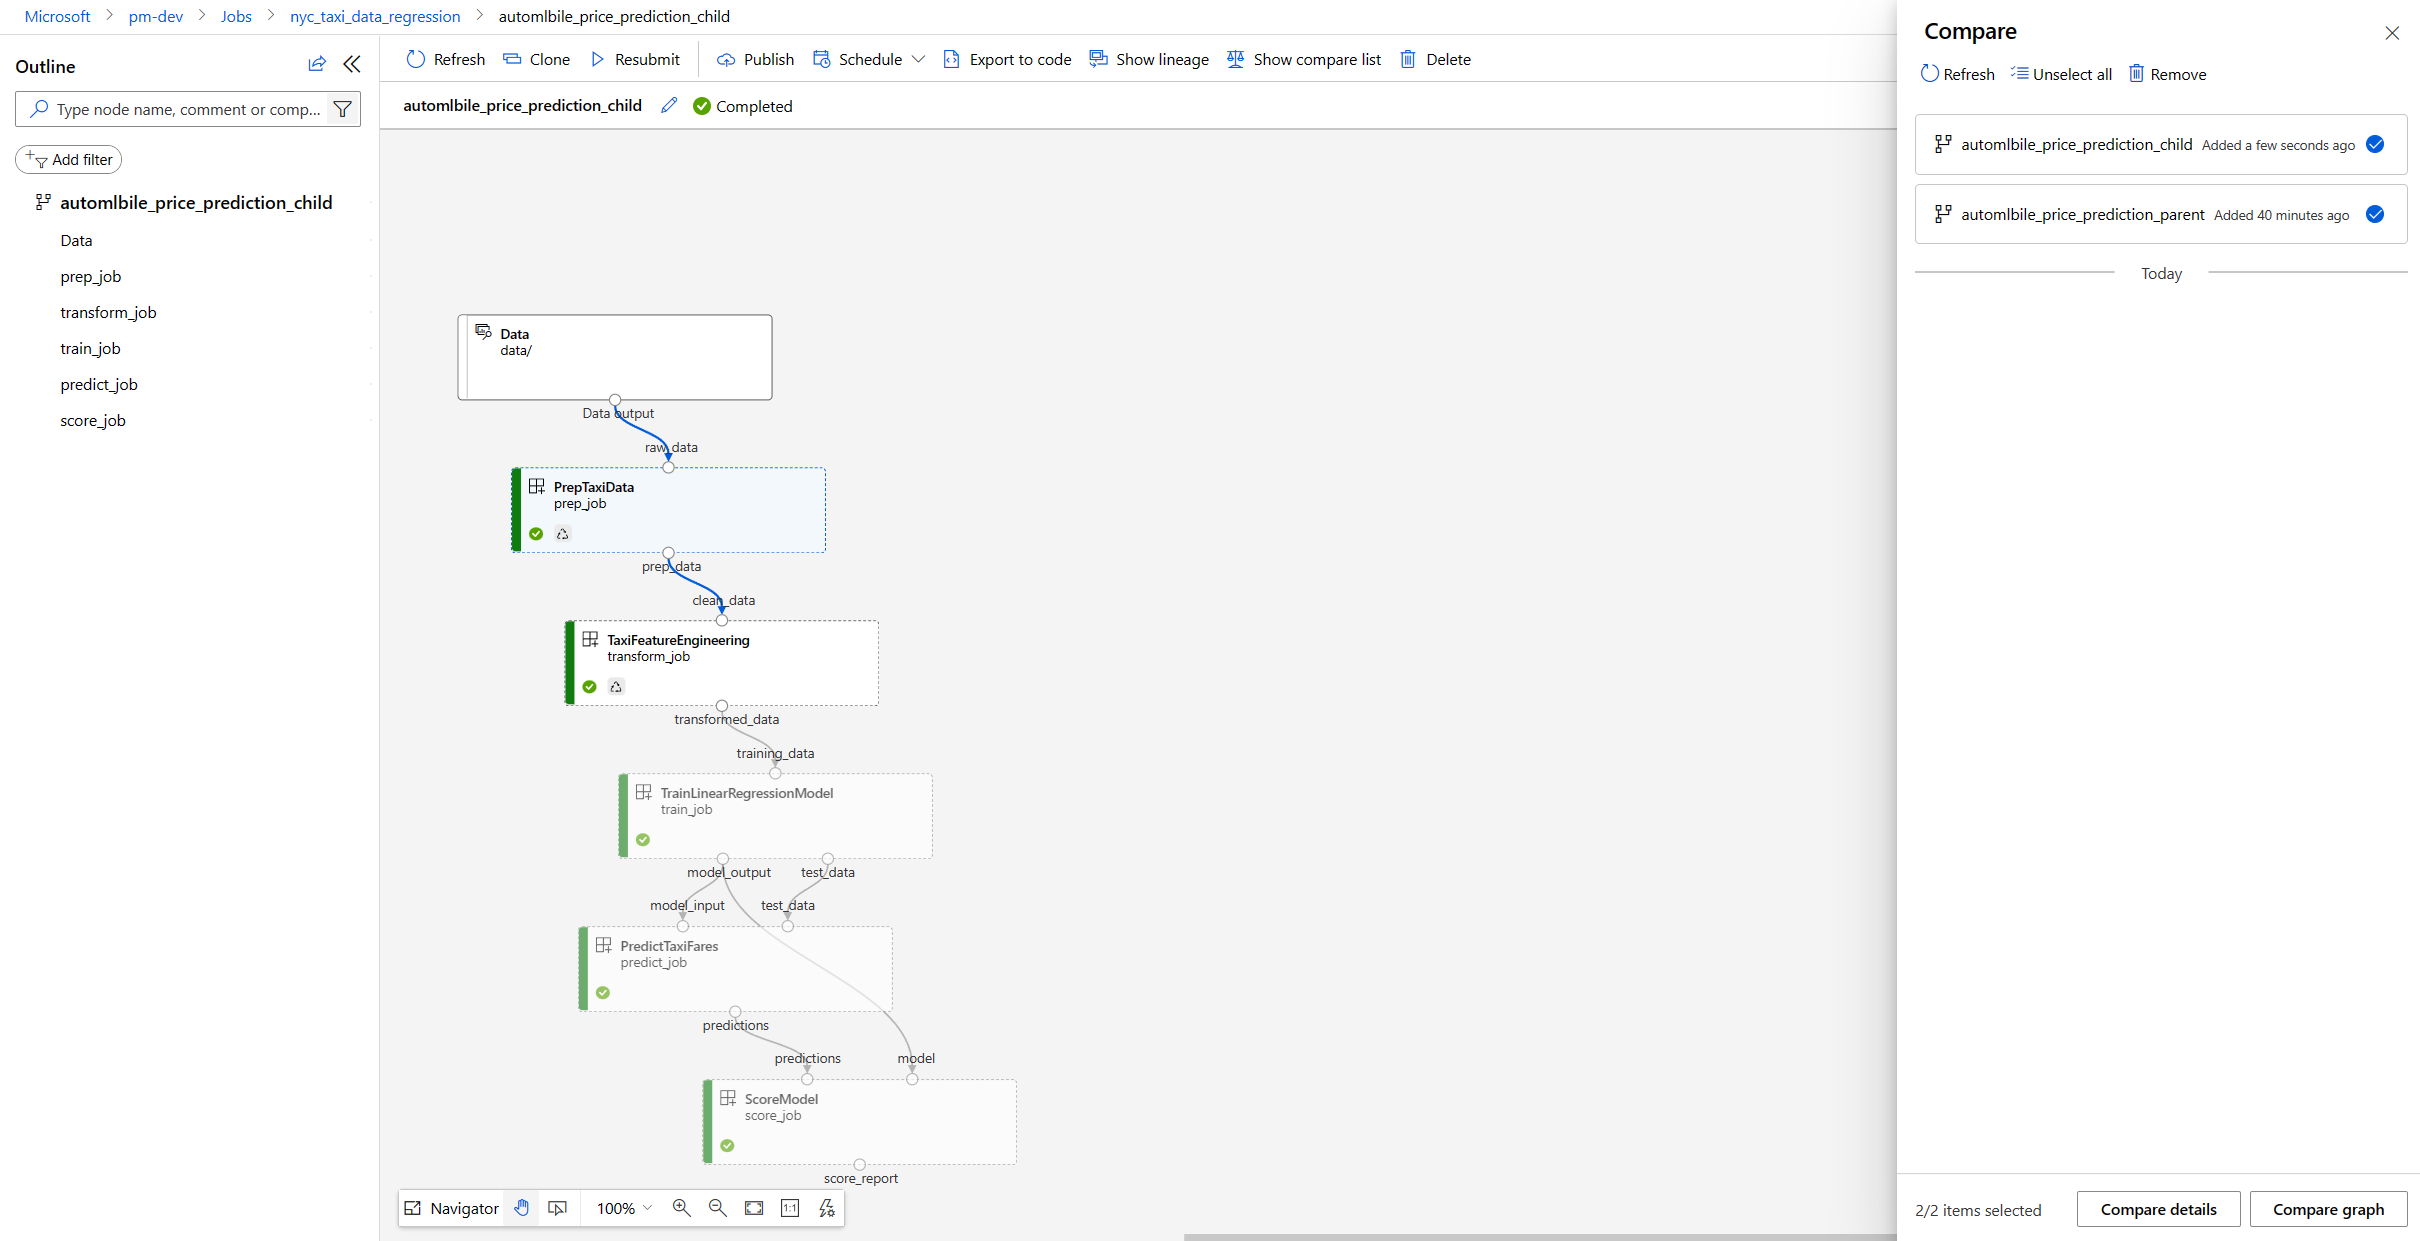 Microsoft > pm-dev > Jobs > nyc_taxi_data_regression > automlbile_price_prediction_child
Outline
Type node name, comment or comp...
Add filter
automlbile_price_prediction_child
Data
prep_job
transform_job
train_job
predict_job
score_job
Refresh Clone Resubmit Publish Schedule Export to code Show lineage Show compare list Delete
automlbile_price_prediction_child Completed
Data
data/
Data output
raw_data
PrepTaxiData
prep_job
prep_data
clean_data
TaxiFeatureEngineering
transform_job
transformed_data
training_data
TrainLinearRegressionModel
train_job
model_output test_data
model_input test_data
PredictTaxiFares
predict_job
predictions
predictions model
ScoreModel
score_job
score_report
Navigator 100% 1:1
Compare
Refresh Unselect all Remove
automlbile_price_prediction_child Added a few seconds ago
automlbile_price_prediction_parent Added 40 minutes ago
Today
2/2 items selected Compare details Compare graph